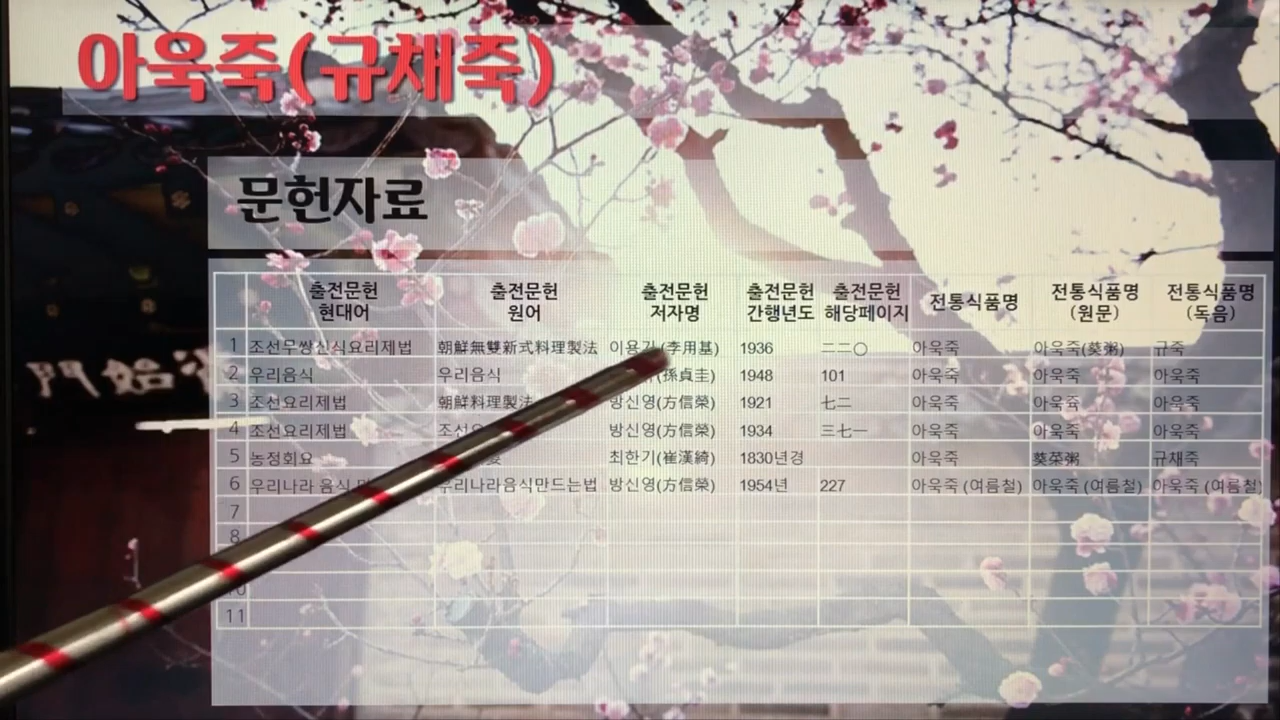 아욱죽(규채죽)
문헌자료
출전문헌 현대어 출전문헌 원어 출전문헌 저자명 출전문헌 간행년도 출전문헌 해당페이지 전통식품명 전통식품명 (원문) 전통식품명 (독음)
1 조선무쌍신식요리제법 朝鮮無雙新式料理製法 이용기(李用基) 1936 二二〇 아욱죽 아욱죽(葵粥) 규죽
2 우리음식 우리음식 (孫貞圭) 1948 101 아욱죽 아욱죽 아욱죽
3 조선요리제법 朝鮮料理製法 방신영(方信榮) 1921 七二 아욱죽 아욱쥭 아욱죽
4 조선요리제법 방신영(方信榮) 1934 三七一 아욱죽 아욱죽 아욱죽
5 농정회요 최한기(崔漢綺) 1830년경 아욱죽 葵菜粥 규채죽
6 우리나라 음식 우리나라음식만드는법 방신영(方信榮) 1954년 227 아욱죽 (여름철) 아욱죽 (여름철) 아욱죽 (여름철)
7
8
11